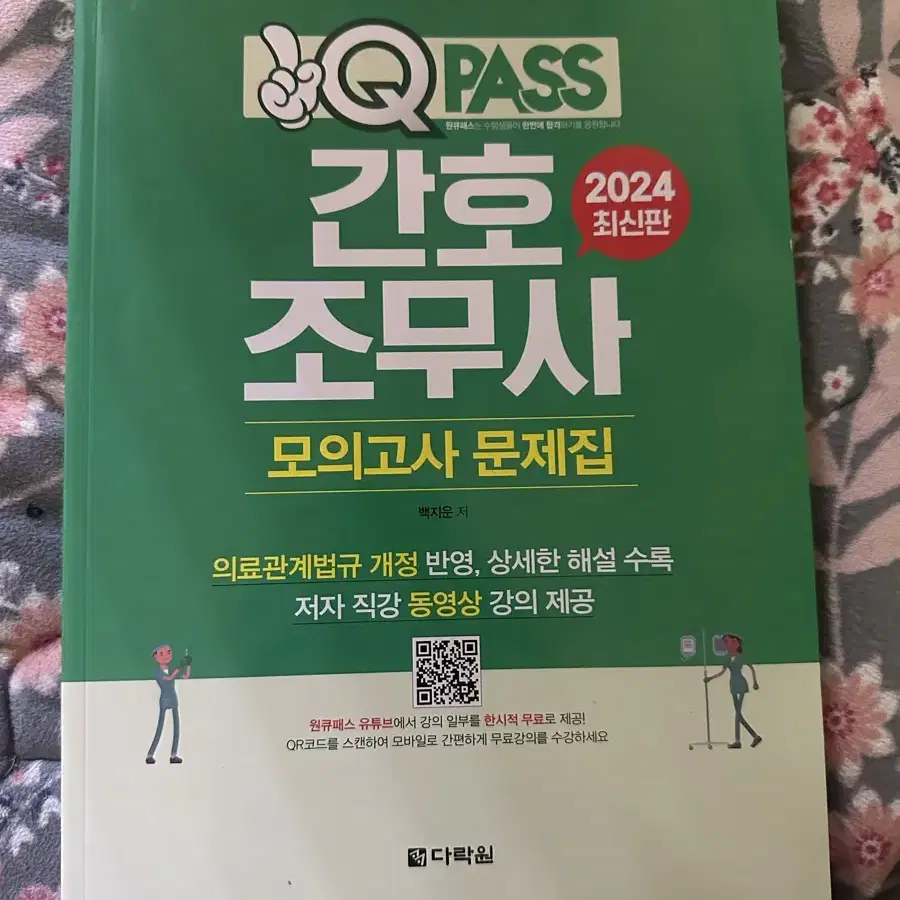 1Q PASS
원큐패스는 수험생들이 한번에 합격하기를 응원합니다
간호
2024
최신판
조무사
모의고사 문제집
백지운 저
의료관계법규 개정 반영, 상세한 해설 수록
저자 직강 동영상 강의 제공
원큐패스 유튜브에서 강의 일부를 한시적 무료로 제공!
QR코드를 스캔하여 모바일로 간편하게 무료강의를 수강하세요
다락원